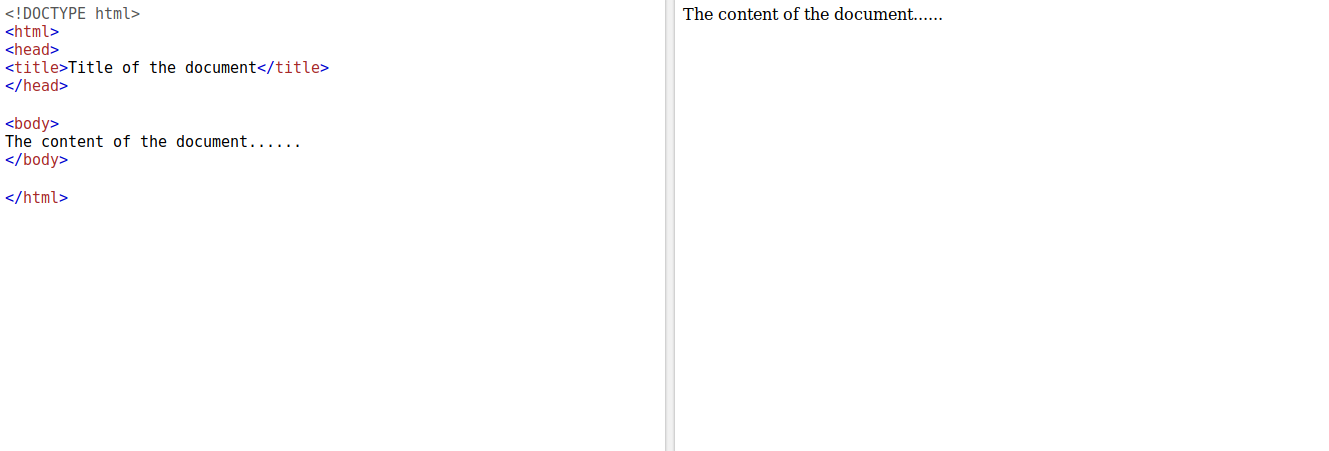 <!DOCTYPE html>
<html>
<head>
<title>Title of the document</title>
</head>
<body>
The content of the document......
</body>
</html>
The content of the document......